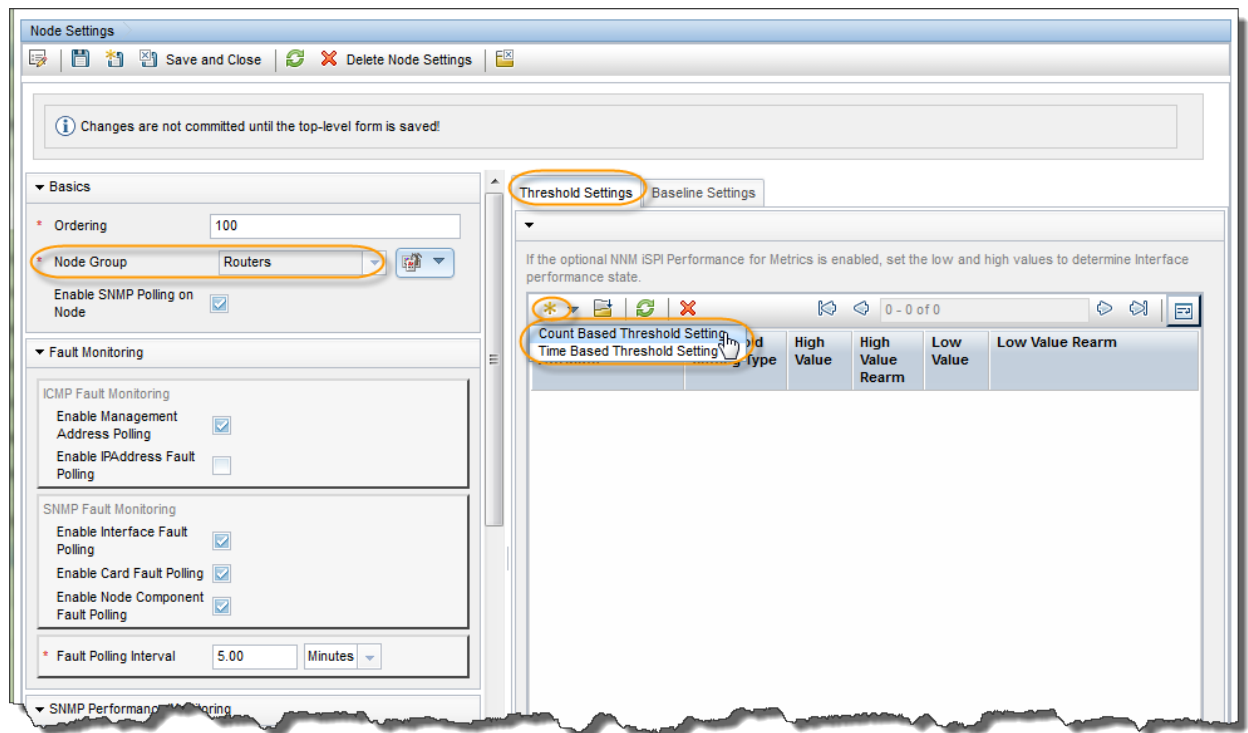 Node Settings
Save and Close
Delete Node Settings
Changes are not committed until the top-level form is saved!
Basics
* Ordering
100
* Node Group
Routers
Enable SNMP Polling on
Node
Fault Monitoring
ICMP Fault Monitoring
Enable Management
Address Polling
Enable IPAddress Fault
Polling
SNMP Fault Monitoring
Enable Interface Fault
Polling
Enable Card Fault Polling
Enable Node Component
Fault Polling
* Fault Polling Interval
5.00
Minutes
SNMP Performance
Threshold Settings
Baseline Settings
If the optional NNM iSPI Performance for Metrics is enabled, set the low and high values to determine Interface
performance state.
0 - 0 of 0
Count Based Threshold Setting
Time Based Threshold Setting
Type
High
Value
High
Value
Rearm
Low
Value
Low Value Rearm